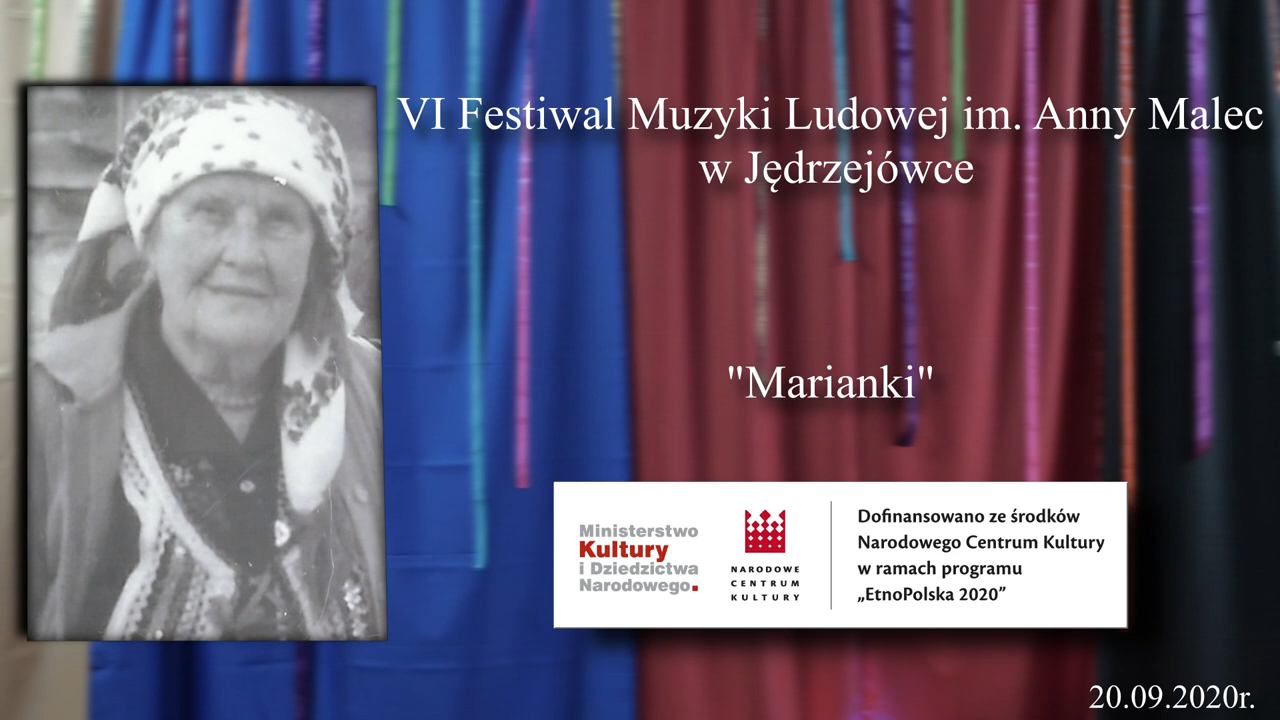 VI Festiwal Muzyki Ludowej im. Anny Malec
w Jędrzejówce
"Marianki"
Ministerstwo
Kultury
i Dziedzictwa
Narodowego.
NARODOWE
CENTRUM
KULTURY
Dofinansowano ze środków
Narodowego Centrum Kultury
w ramach programu
„EtnoPolska 2020”
20.09.2020r.